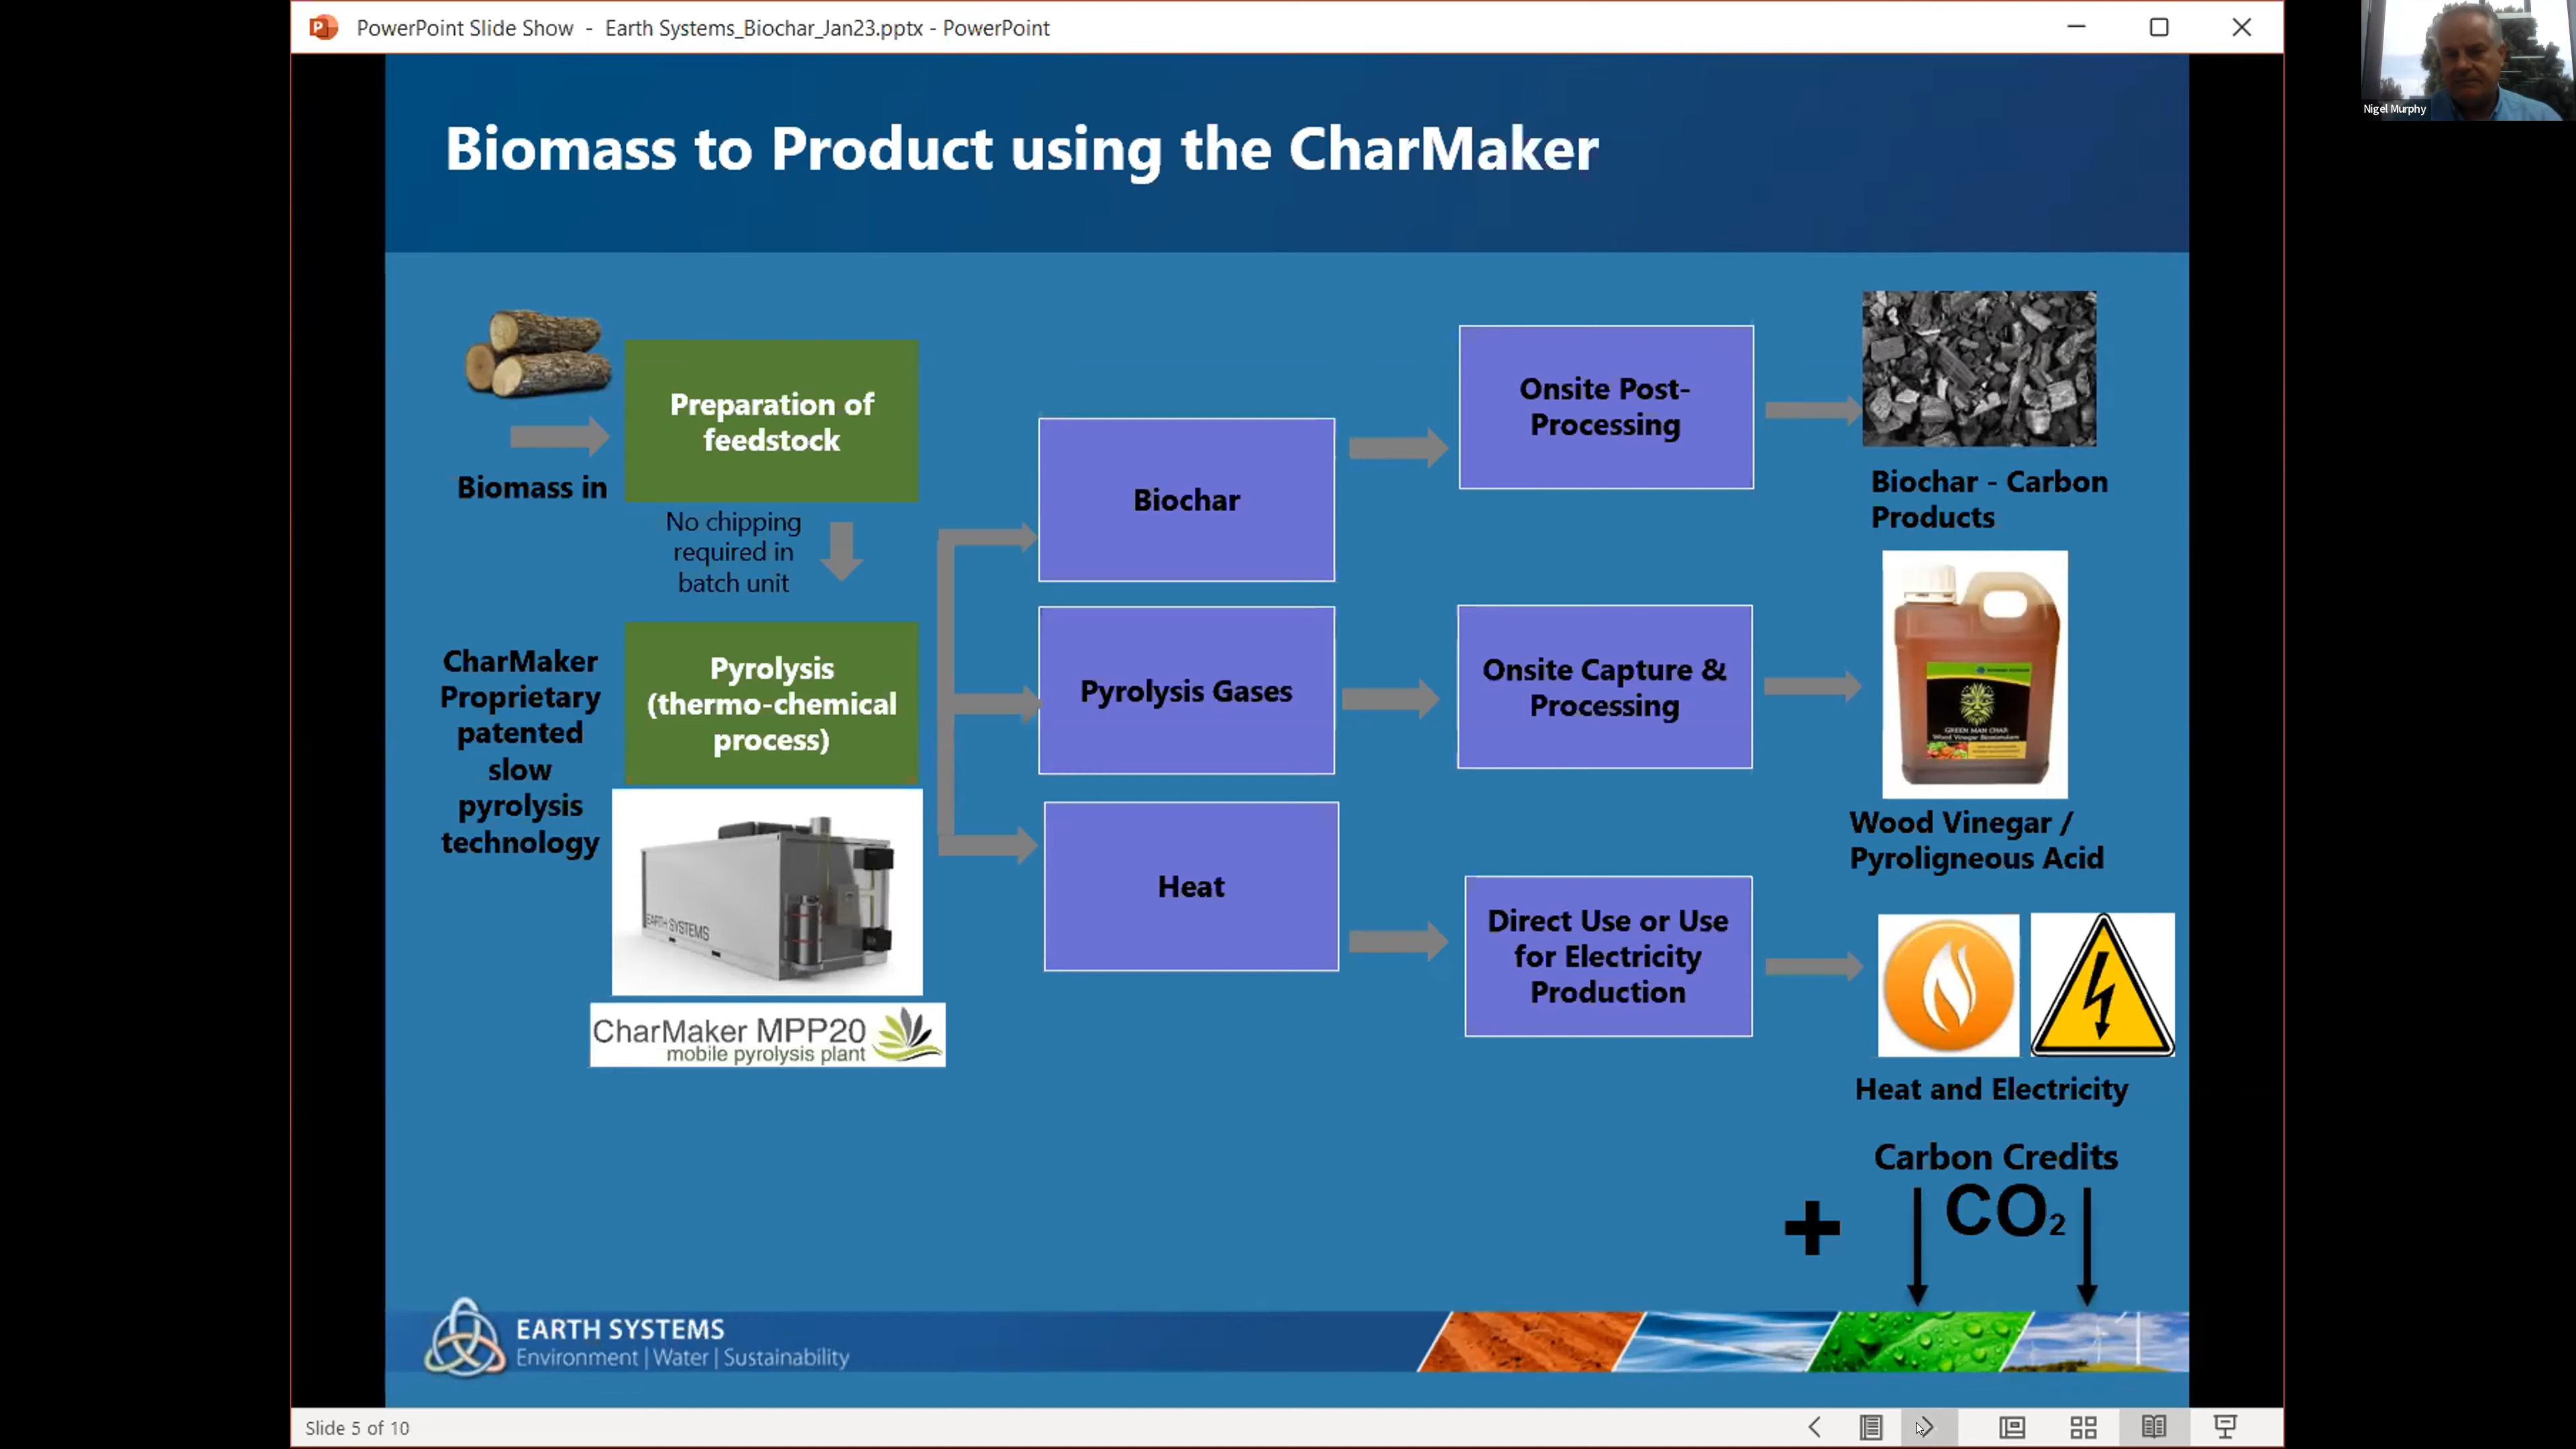 PowerPoint Slide Show - Earth Systems_Biochar_Jan23.pptx - PowerPoint
Nigel Murphy
Biomass to Product using the CharMaker
Biomass in
Preparation of
feedstock
No chipping
required in
batch unit
CharMaker
Proprietary
patented
slow
pyrolysis
technology
Pyrolysis
(thermo-chemical
process)
EARTH SYSTEMS
CharMaker MPP20
mobile pyrolysis plant
Biochar
Pyrolysis Gases
Heat
Onsite Post-
Processing
Onsite Capture &
Processing
Direct Use or Use
for Electricity
Production
Biochar - Carbon
Products
GREEN MAN CHAR
Wood Vinegar /
Pyroligneous Acid
Heat and Electricity
Carbon Credits
+ CO₂
EARTH SYSTEMS
Environment | Water | Sustainability
Slide 5 of 10